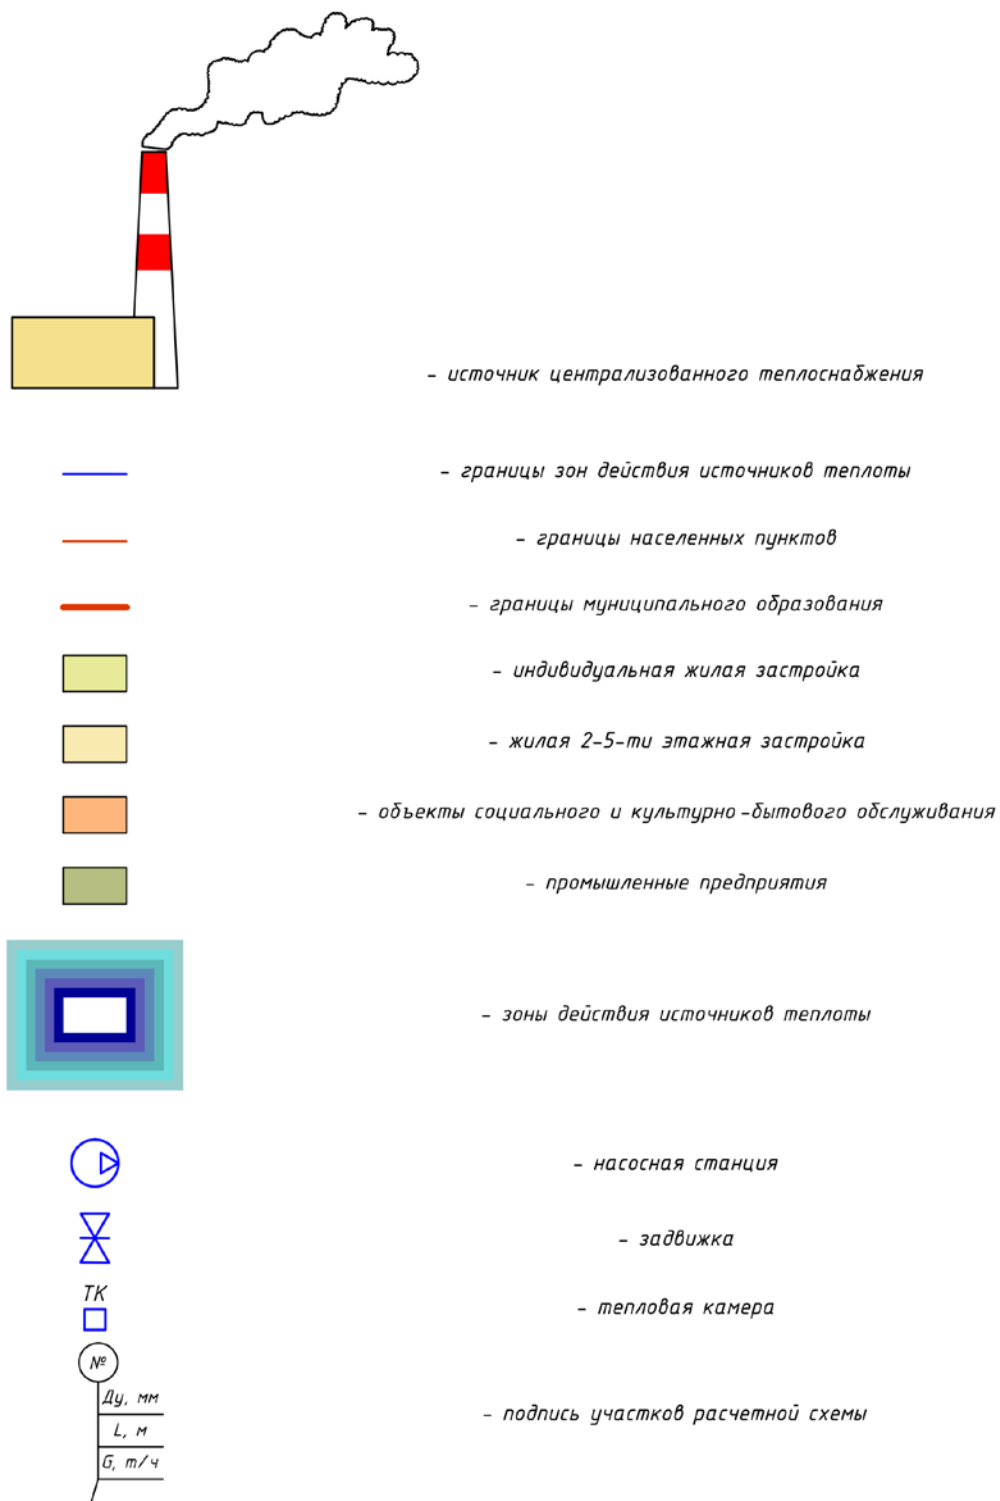 - источник централизованного теплоснабжения
- границы зон действия источников теплоты
- границы населенных пунктов
- границы муниципального образования
- индивидуальная жилая застройка
- жилая 2-5-ти этажная застройка
- объекты социального и культурно-бытового обслуживания
- промышленные предприятия
- зоны действия источников теплоты
- насосная станция
- задвижка
ТК
- тепловая камера
№
Ду, мм
L, м
G, т/ч
- подпись участков расчетной схемы